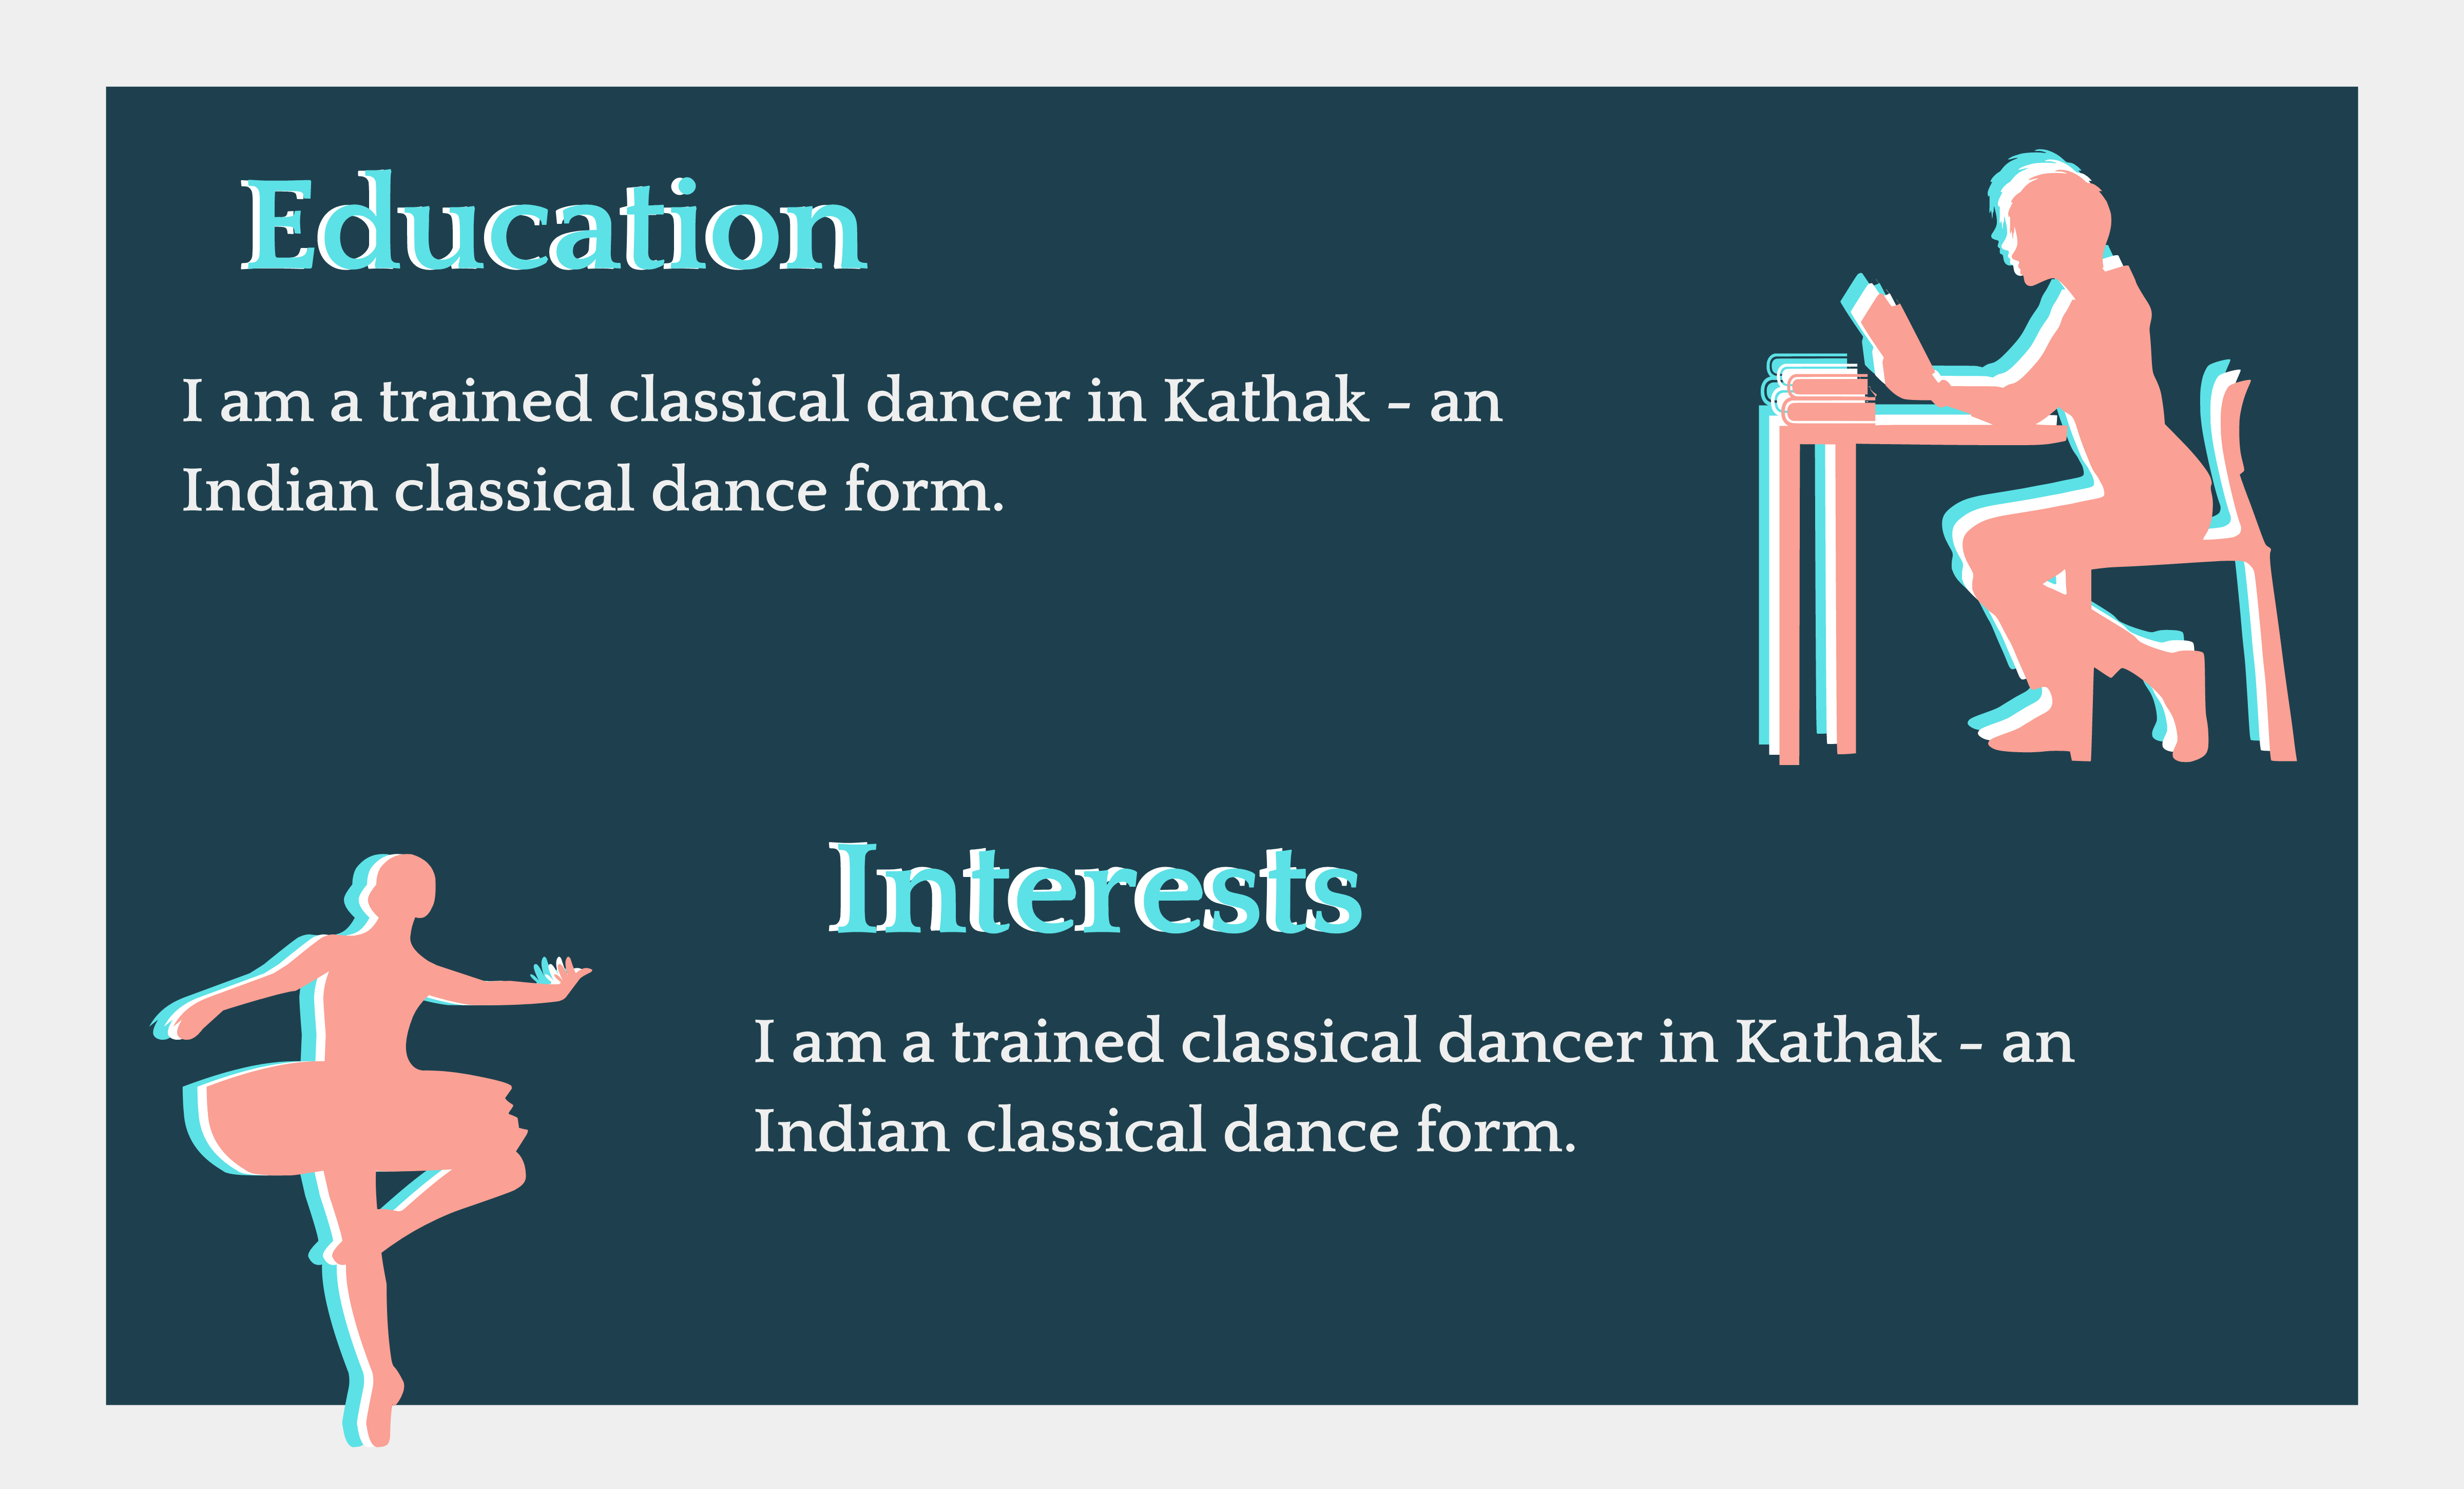 Education
I am a trained classical dancer in Kathak - an
Indian classical dance form.
Interests
I am a trained classical dancer in Kathak - an
Indian classical dance form.